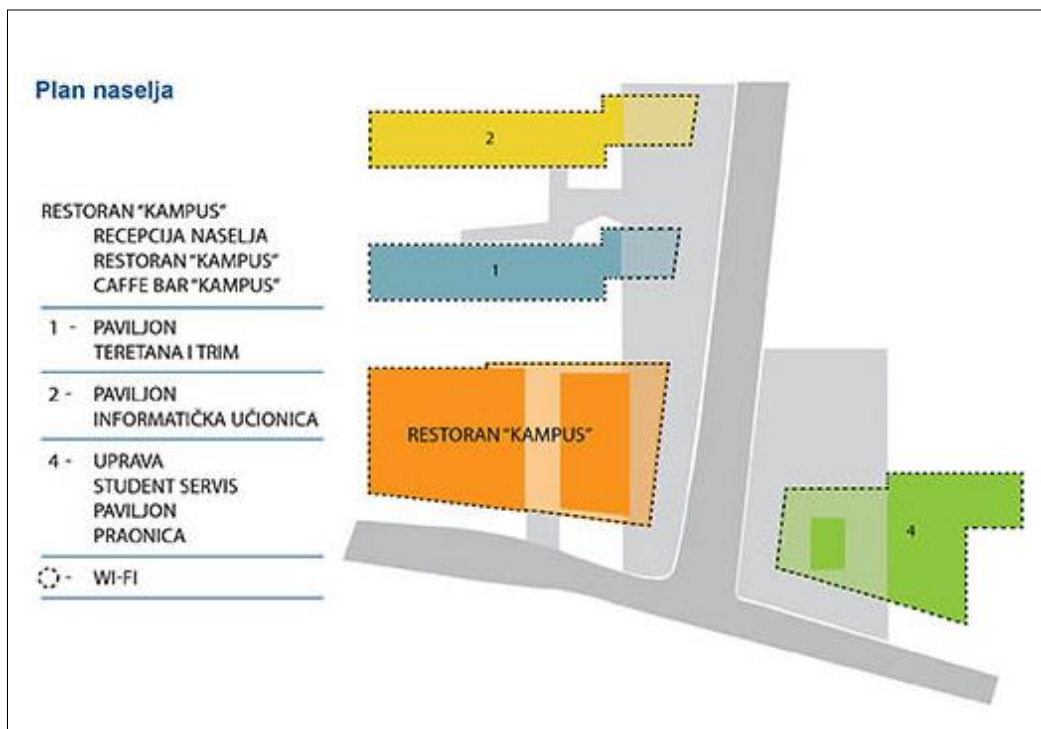 Plan naselja
RESTORAN "KAMPUS"
RECEPCIJA NASELJA
RESTORAN "KAMPUS"
CAFFE BAR "KAMPUS"
1 - PAVILJON
TERETANA I TRIM
2 - PAVILJON
INFORMATIČKA UČIONICA
4 - UPRAVA
STUDENT SERVIS
PAVILJON
PRAONICA
- WI-FI
2
1
RESTORAN "KAMPUS"
4